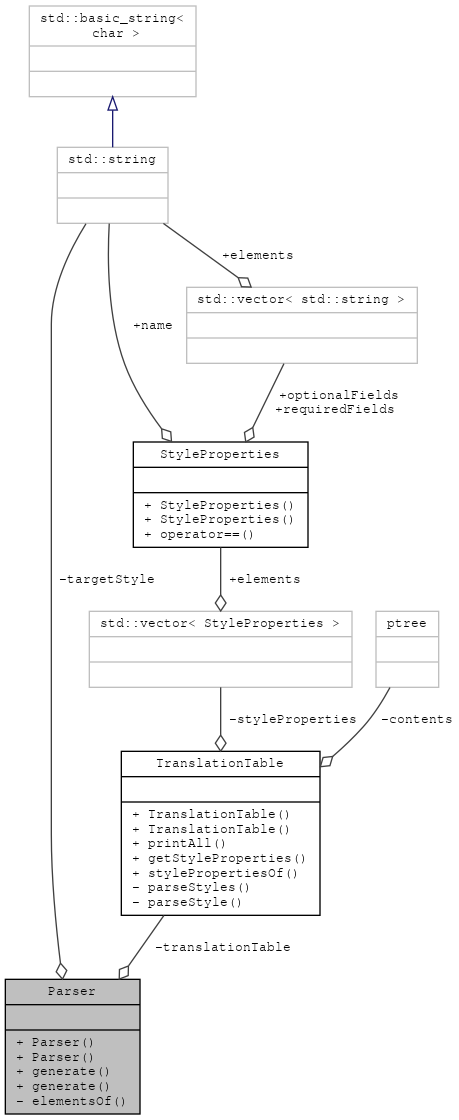 std::basic_string<
char >
std::string
+elements
std::vector< std::string >
+name
+optionalFields
+requiredFields
StyleProperties
+ StyleProperties()
+ StyleProperties()
+ operator==()
-targetStyle
+elements
std::vector< StyleProperties >
ptree
-styleProperties
-contents
TranslationTable
+ TranslationTable()
+ TranslationTable()
+ printAll()
+ getStyleProperties()
+ stylePropertiesOf()
- parseStyles()
- parseStyle()
-translationTable
Parser
+ Parser()
+ Parser()
+ generate()
+ generate()
- elementsOf()